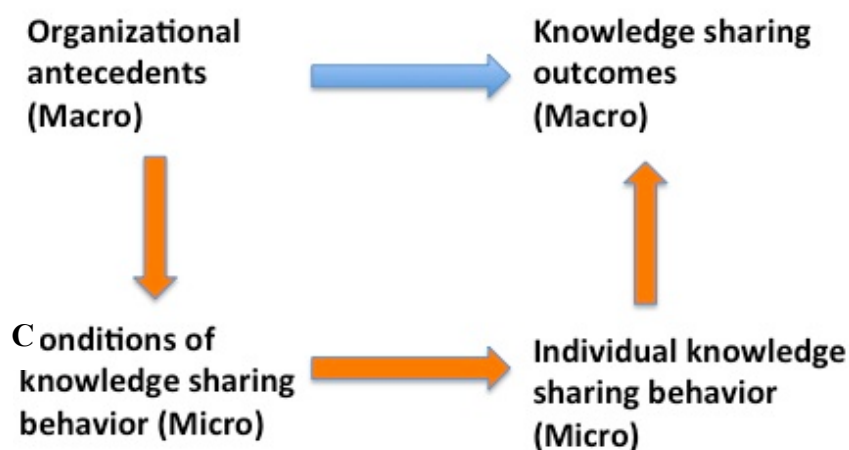 Organizational
antecedents
(Macro)
Knowledge sharing
outcomes
(Macro)
Conditions of
knowledge sharing
behavior (Micro)
Individual knowledge
sharing behavior
(Micro)